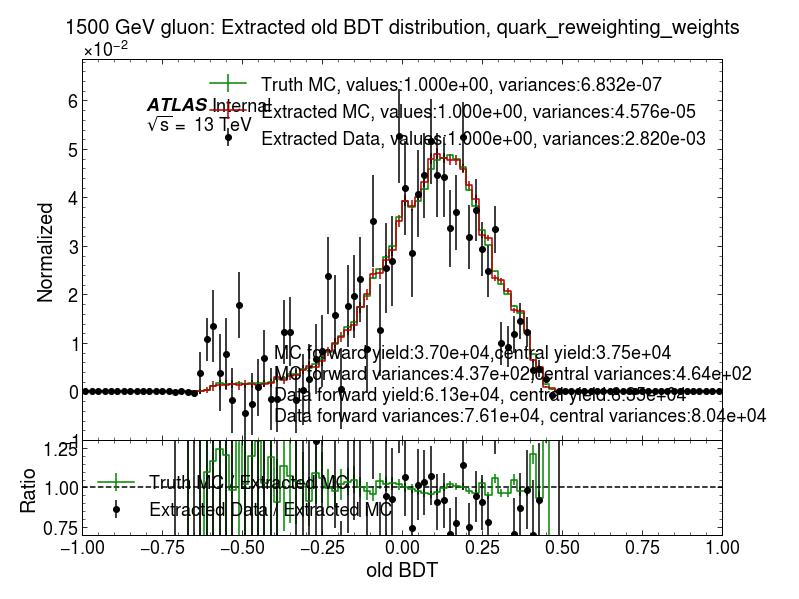 1500 GeV gluon: Extracted old BDT distribution, quark_reweighting_weights
×10⁻²
Truth MC, values:1.000e+00, variances:6.832e-07
ATLAS Internal
Extracted MC, values:1.000e+00, variances:4.576e-05
√s = 13 TeV
Extracted Data, values:1.000e+00, variances:2.820e-03
6
5
4
3
2
1
0
−1
Normalized
MC forward yield:3.70e+04,central yield:3.75e+04
MC forward variances:4.37e+02,central variances:4.64e+02
Data forward yield:6.13e+04, central yield:
Data forward variances:7.61e+04, central variances:8.04e+04
1.25
1.00
0.75
Ratio
Truth MC / Extracted MC
Extracted Data / Extracted MC
−1.00 −0.75 −0.50 −0.25 0.00 0.25 0.50 0.75 1.00
old BDT